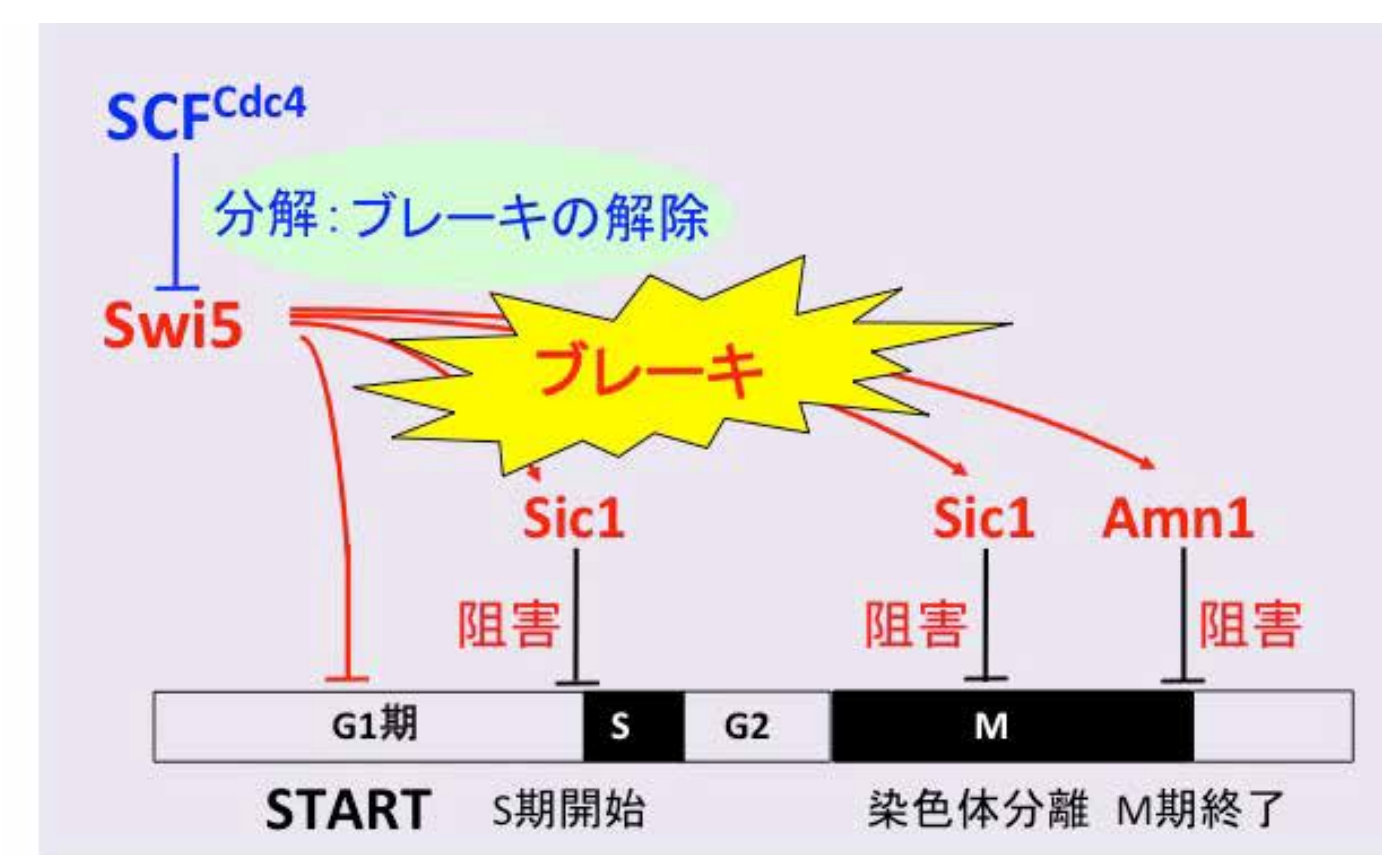 SCFCdc4
分解：ブレーキの解除
Swi5
ブレーキ
Sic1
Sic1
Amn1
阻害
阻害
阻害
G1期
S
G2
M
START
S期開始
染色体分離
M期終了